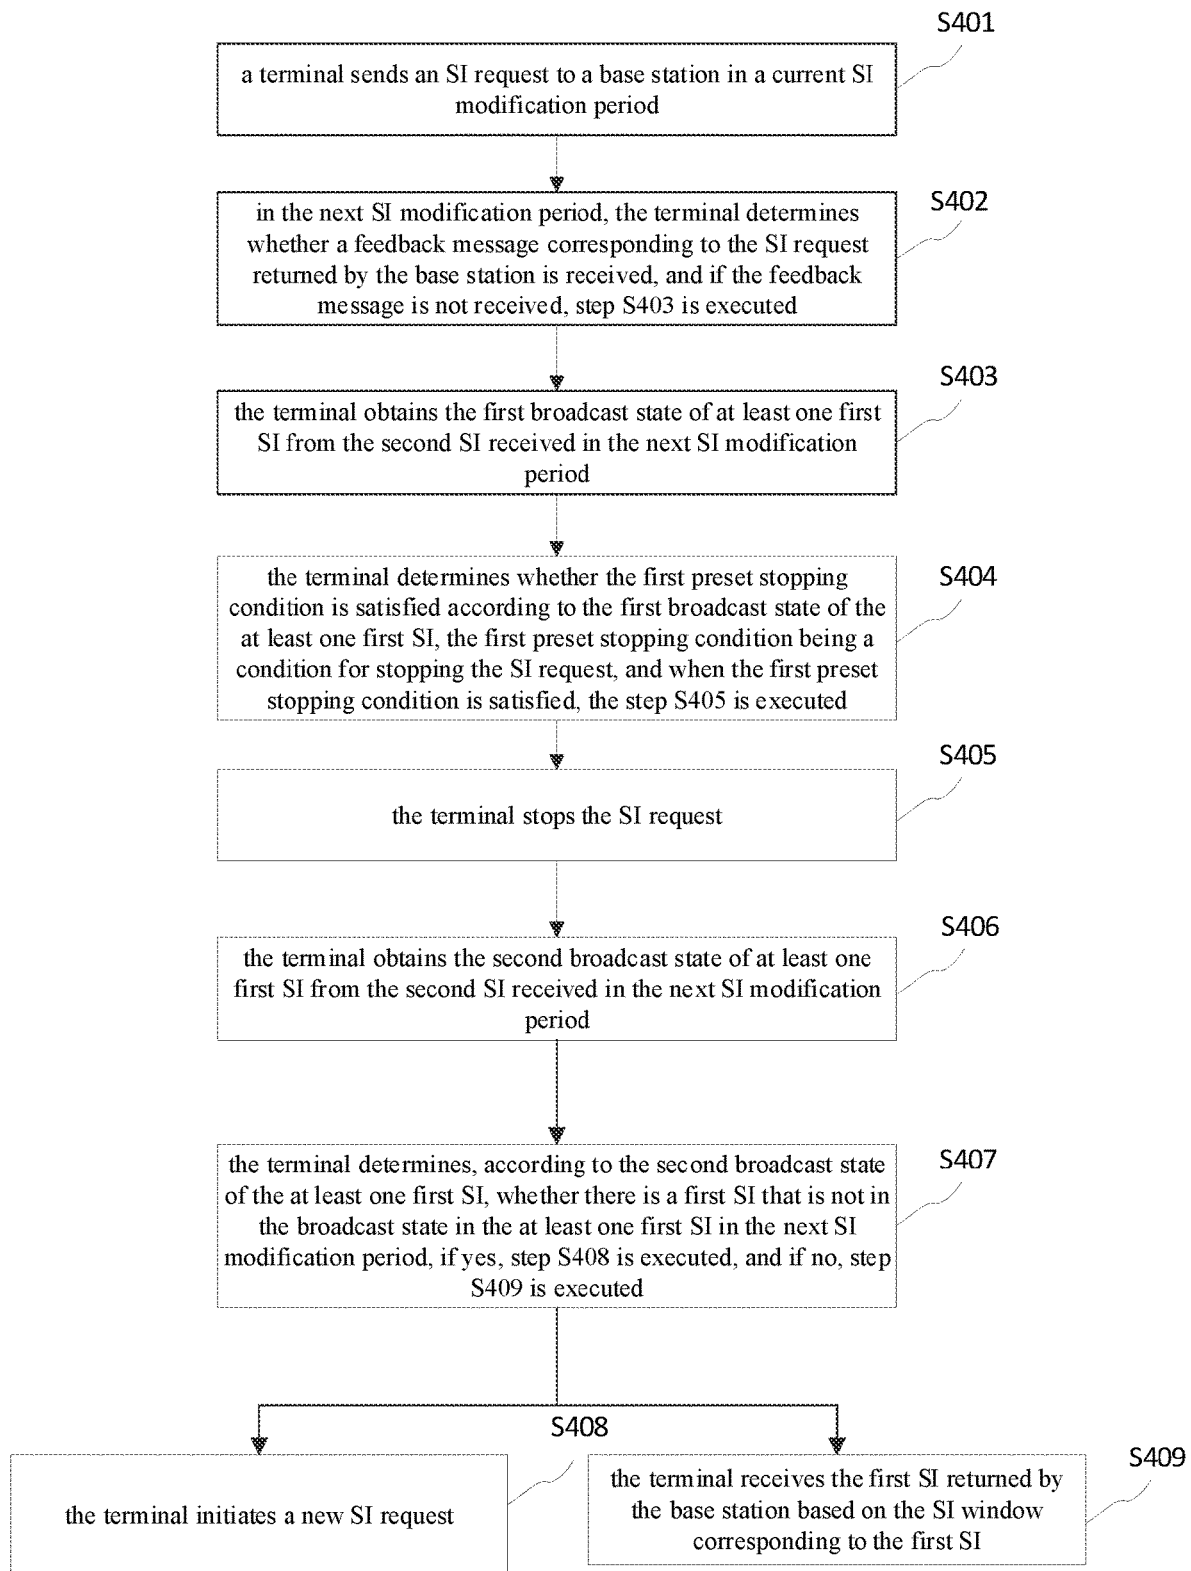 S401
a terminal sends an SI request to a base station in a current SI
modification period
S402
in the next SI modification period, the terminal determines
whether a feedback message corresponding to the SI request
returned by the base station is received, and if the feedback
message is not received, step S403 is executed
S403
the terminal obtains the first broadcast state of at least one first
SI from the second SI received in the next SI modification
period
S404
the terminal determines whether the first preset stopping
condition is satisfied according to the first broadcast state of the
at least one first SI, the first preset stopping condition being a
condition for stopping the SI request, and when the first preset
stopping condition is satisfied, the step S405 is executed
S405
the terminal stops the SI request
S406
the terminal obtains the second broadcast state of at least one
first SI from the second SI received in the next SI modification
period
S407
the terminal determines, according to the second broadcast state
of the at least one first SI, whether there is a first SI that is not in
the broadcast state in the at least one first SI in the next SI
modification period, if yes, step S408 is executed, and if no, step
S409 is executed
S408
the terminal initiates a new SI request
S409
the terminal receives the first SI returned by
the base station based on the SI window
corresponding to the first SI